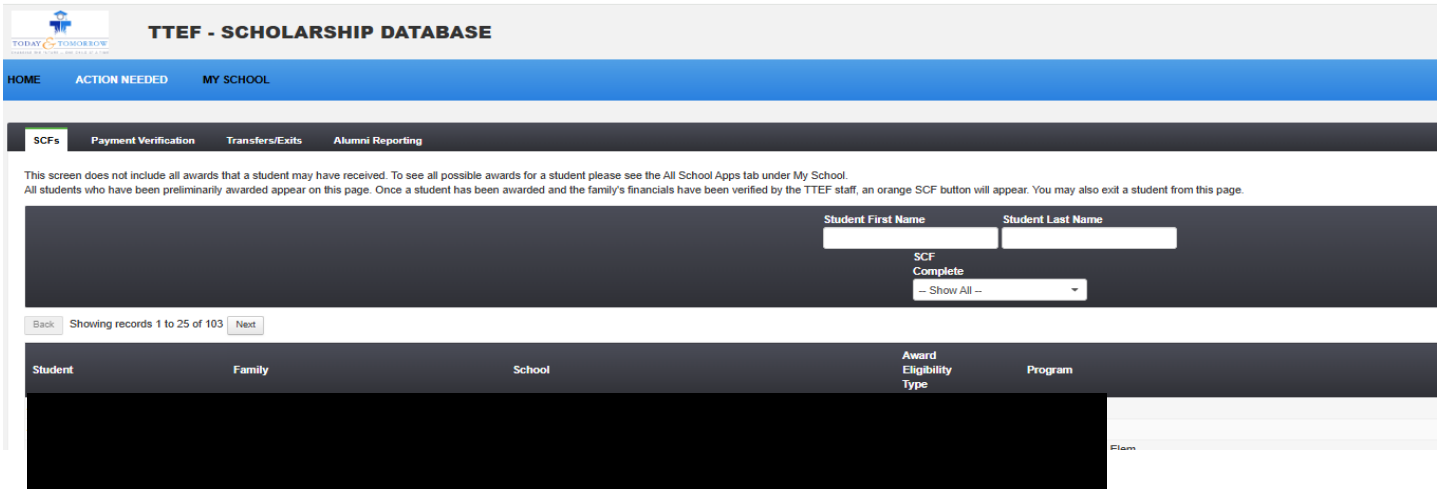 TODAY & TOMORROW
TTEF - SCHOLARSHIP DATABASE
HOME ACTION NEEDED MY SCHOOL
SCFs Payment Verification Transfers/Exits Alumni Reporting
This screen does not include all awards that a student may have received. To see all possible awards for a student please see the All School Apps tab under My School.
All students who have been preliminarily awarded appear on this page. Once a student has been awarded and the family's financials have been verified by the TTEF staff, an orange SCF button will appear. You may also exit a student from this page.
Student First Name Student Last Name
SCF
Complete
-- Show All --
Back Showing records 1 to 25 of 103 Next
Student Family School Award Eligibility Type Program
Elem